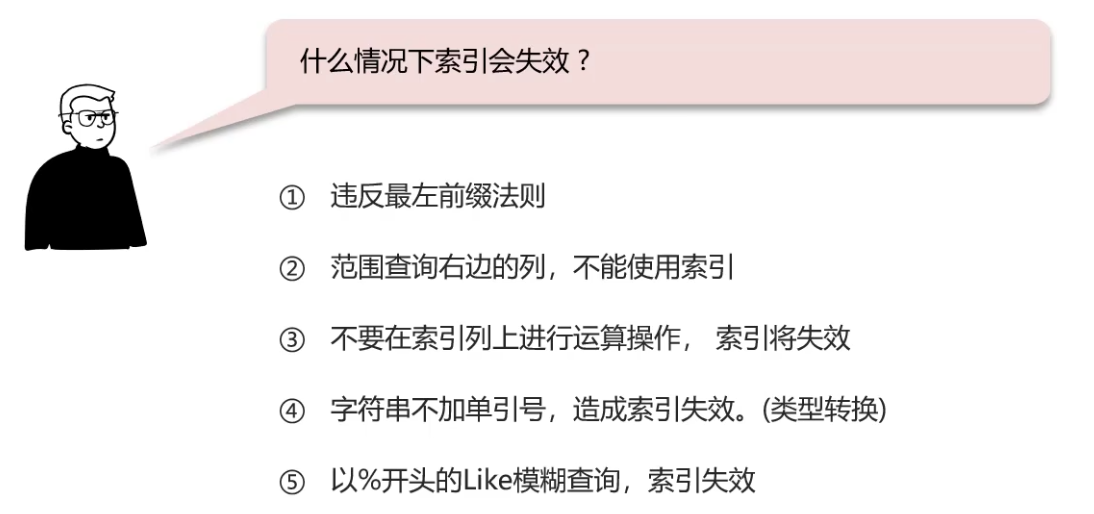 什么情况下索引会失效？
① 违反最左前缀法则
② 范围查询右边的列，不能使用索引
③ 不要在索引列上进行运算操作， 索引将失效
④ 字符串不加单引号，造成索引失效。(类型转换)
⑤ 以%开头的Like模糊查询，索引失效